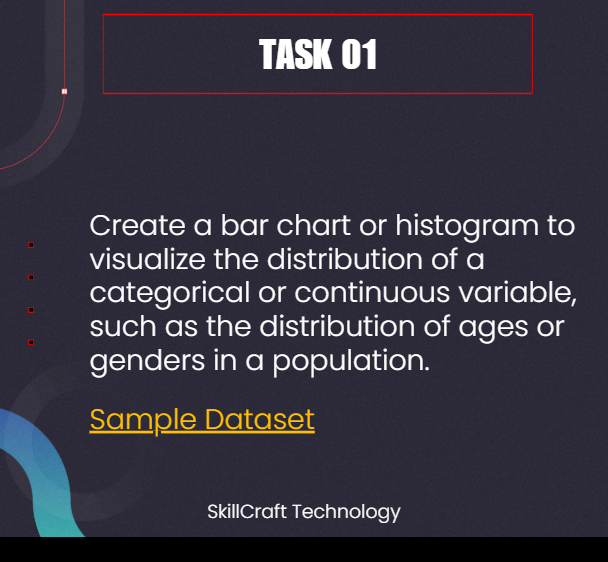 TASK 01
Create a bar chart or histogram to
visualize the distribution of a
categorical or continuous variable,
such as the distribution of ages or
genders in a population.
Sample Dataset
SkillCraft Technology